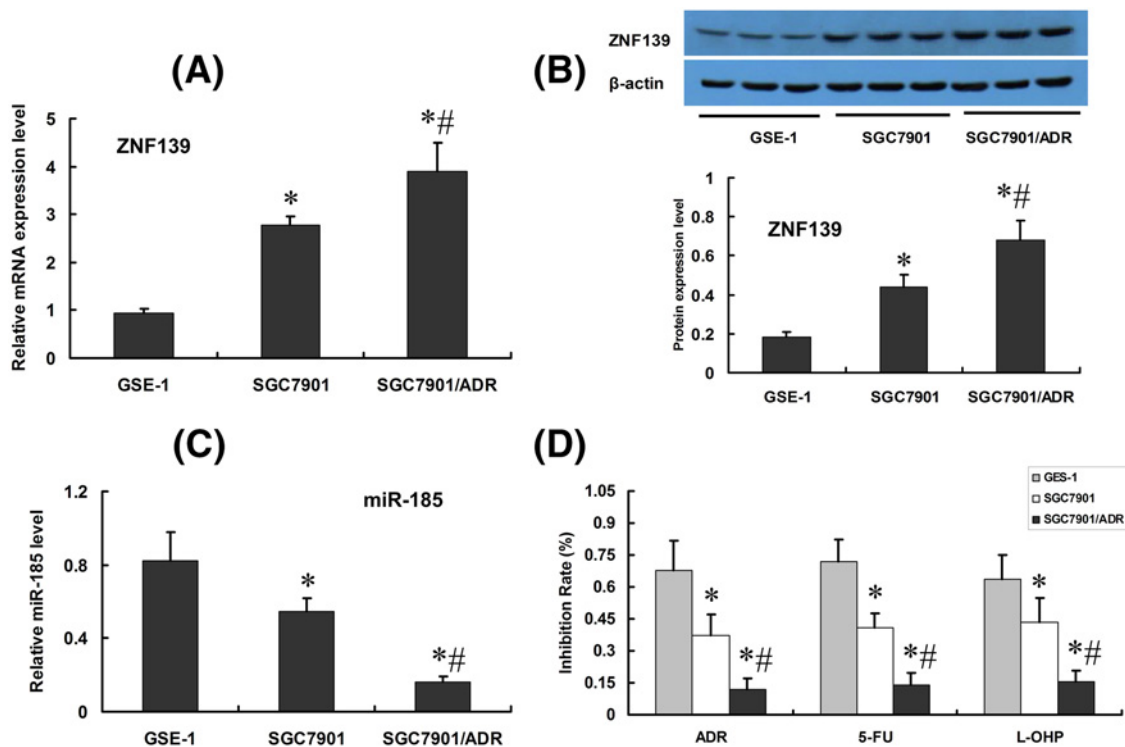 (A)
Relative mRNA expression level
5
4
3
2
1
0
ZNF139
*
*#
GSE-1 SGC7901 SGC7901/ADR
(B)
ZNF139
β-actin
GSE-1 SGC7901 SGC7901/ADR
Protein expression level
1
0.8
0.6
0.4
0.2
0
ZNF139
*
*#
GSE-1 SGC7901 SGC7901/ADR
(C)
Relative miR-185 level
1.2
0.8
0.4
0
miR-185
*
*#
GSE-1 SGC7901 SGC7901/ADR
(D)
Inhibition Rate (%)
1.05
0.9
0.75
0.6
0.45
0.3
0.15
0
GES-1
SGC7901
SGC7901/ADR
* *# * *# * *#
ADR 5-FU L-OHP